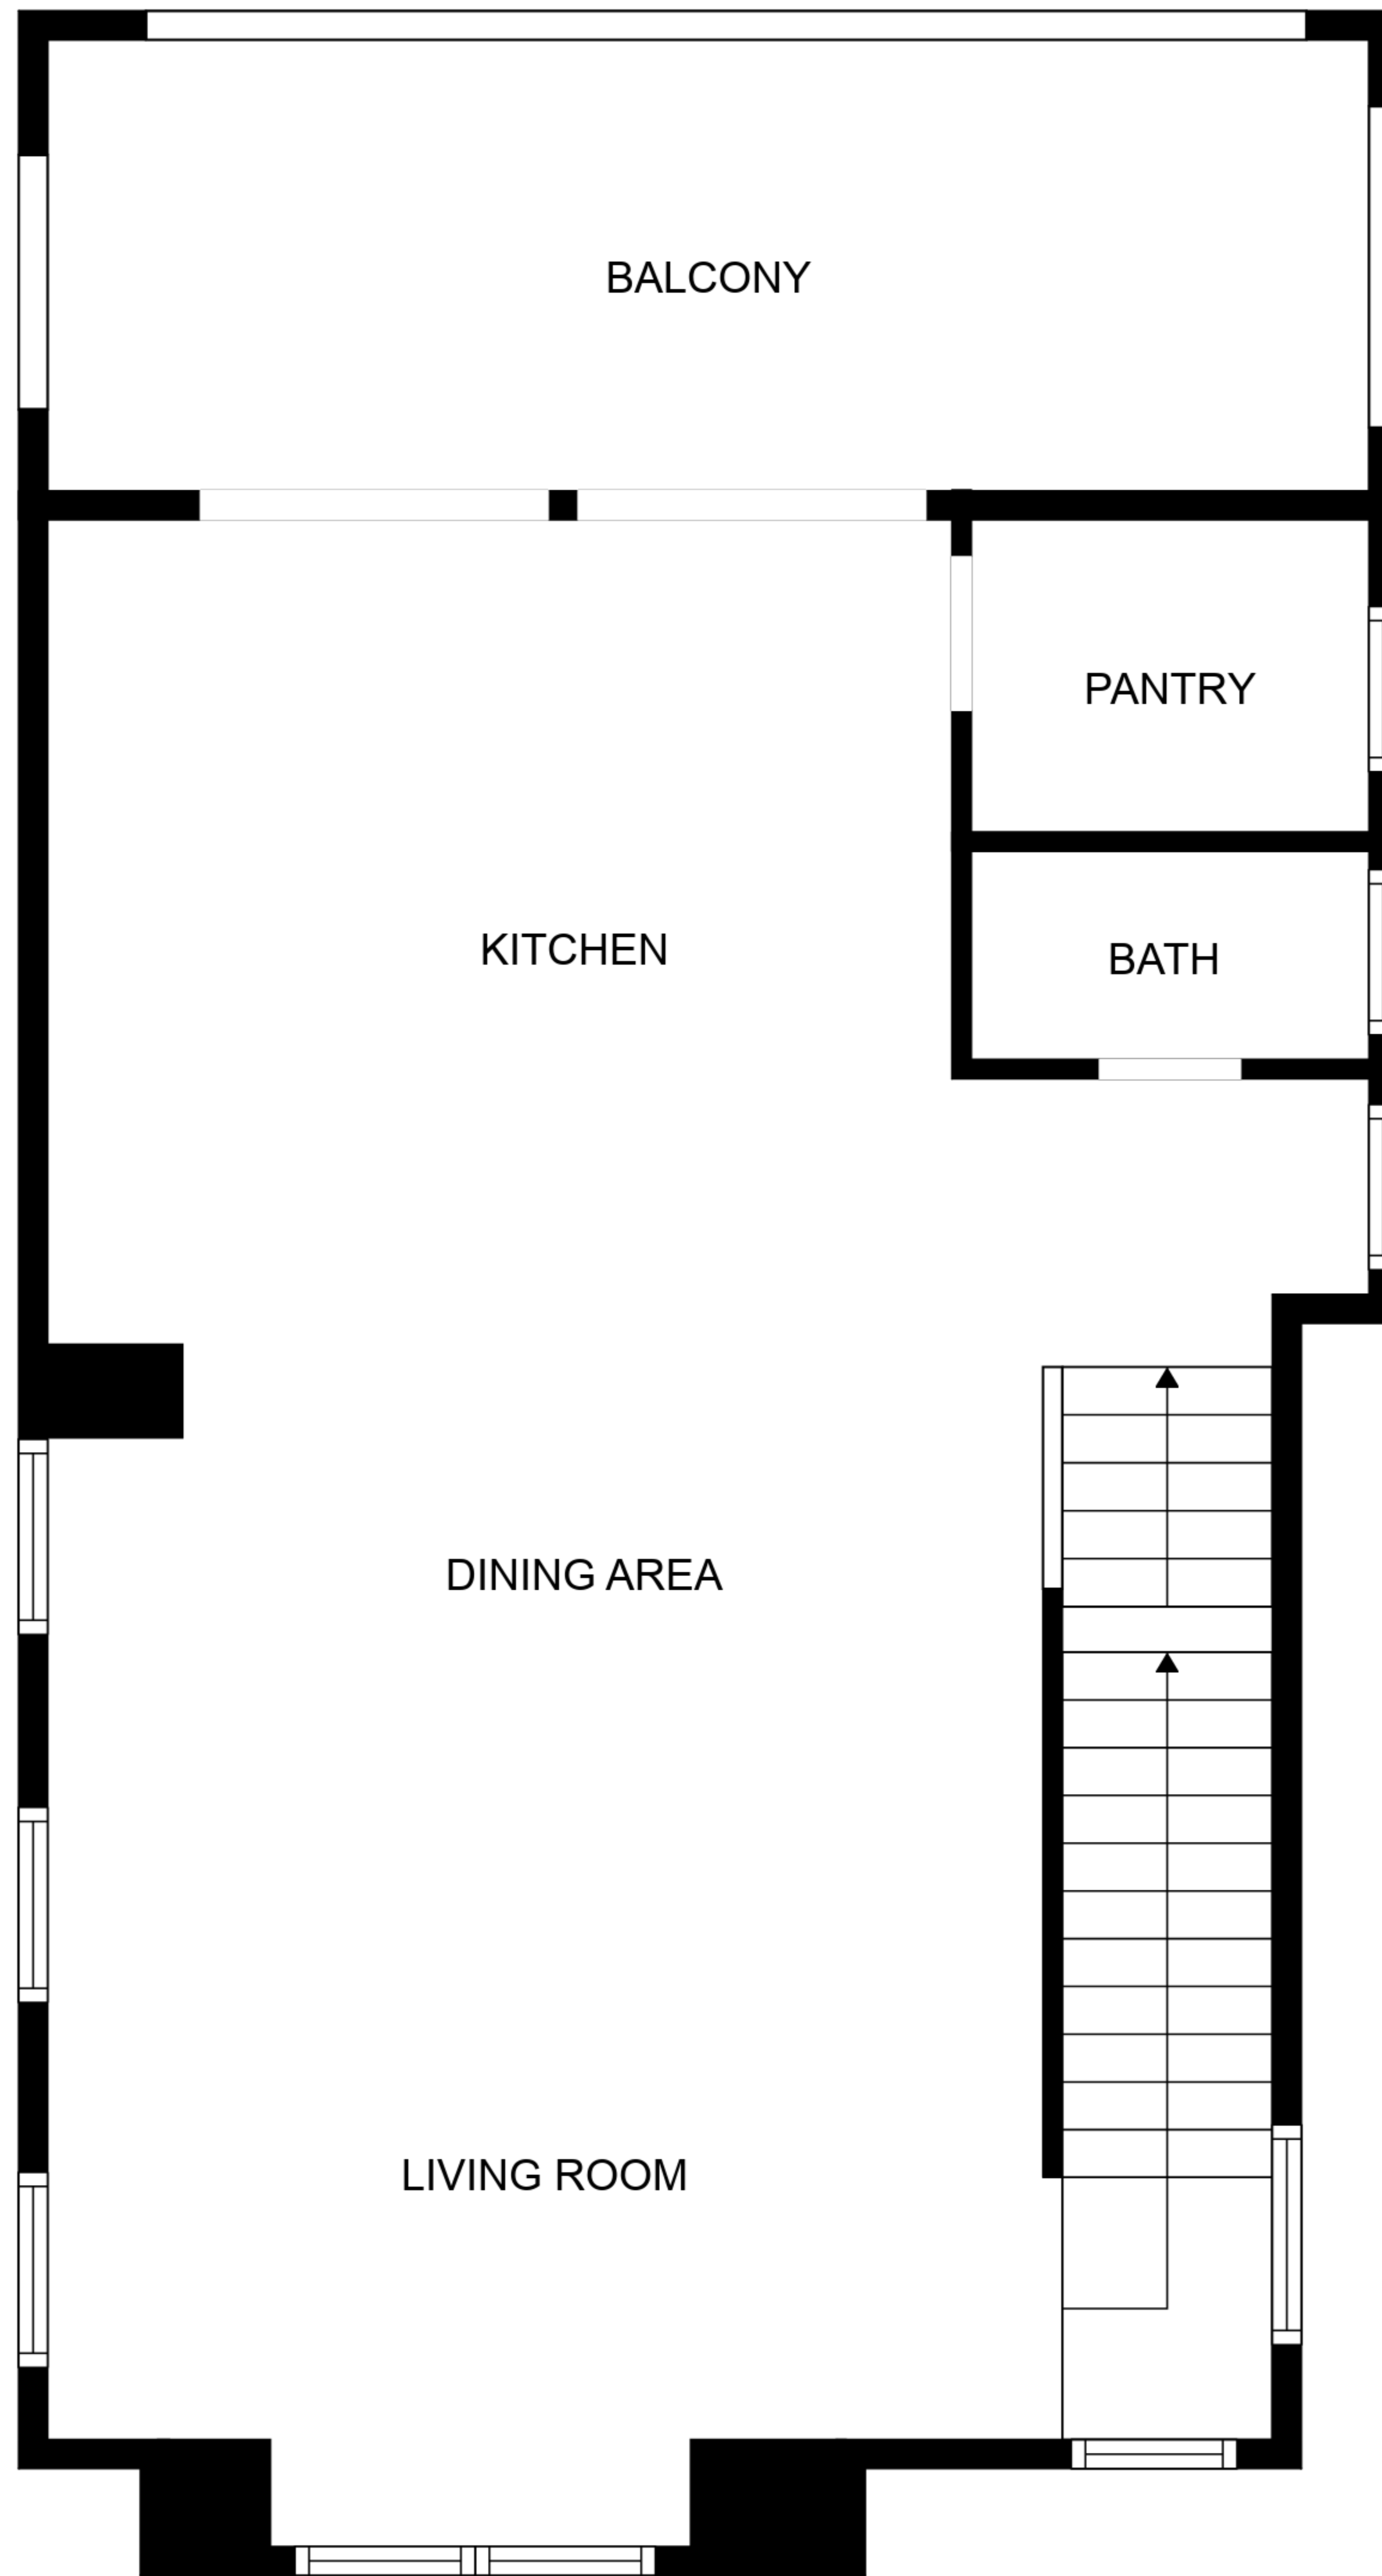 BALCONY
PANTRY
KITCHEN
BATH
DINING AREA
LIVING ROOM